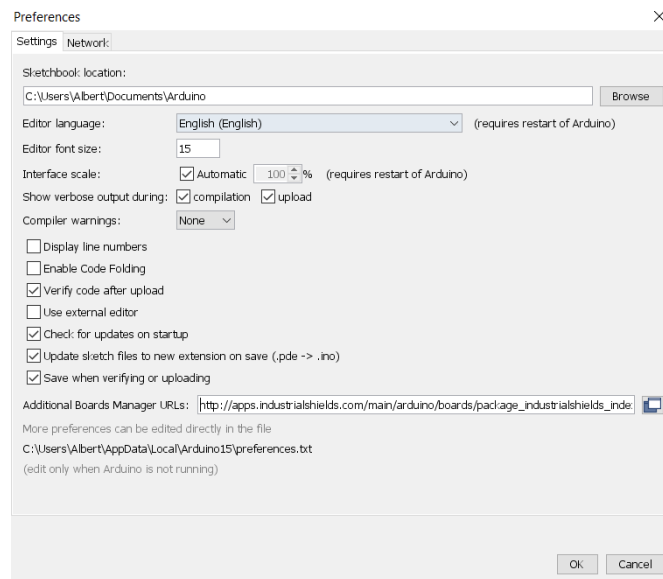 Preferences
Settings Network
Sketchbook location:
C:\Users\Albert\Documents\Arduino Browse
Editor language: English (English) (requires restart of Arduino)
Editor font size: 15
Interface scale: Automatic 100 % (requires restart of Arduino)
Show verbose output during: compilation upload
Compiler warnings: None
Display line numbers
Enable Code Folding
Verify code after upload
Use external editor
Check for updates on startup
Update sketch files to new extension on save (.pde -> .ino)
Save when verifying or uploading
Additional Boards Manager URLs: http://apps.industrialshields.com/main/arduino/boards/package_industrialshields_inde
More preferences can be edited directly in the file
C:\Users\Albert\AppData\Local\Arduino15\preferences.txt
(edit only when Arduino is not running)
OK Cancel